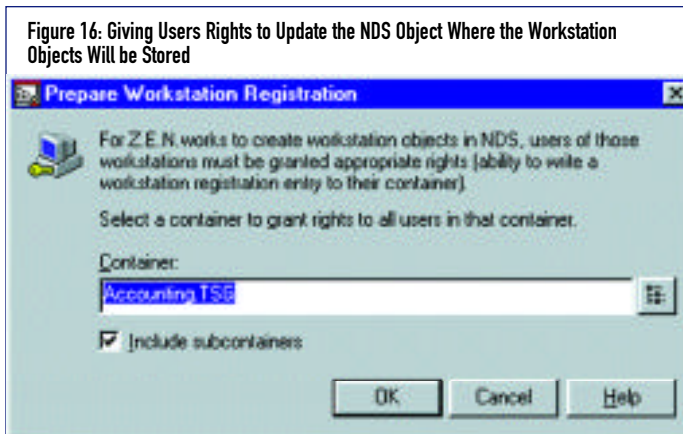 Figure 16: Giving Users Rights to Update the NDS Object Where the Workstation
Objects Will be Stored
Prepare Workstation Registration
For Z.E.N.works to create workstation objects in NDS, users of those
workstations must be granted appropriate rights (ability to write a
workstation registration entry to their container).
Select a container to grant rights to all users in that container.
Container:
Accounting.TSG
Include subcontainers
OK
Cancel
Help